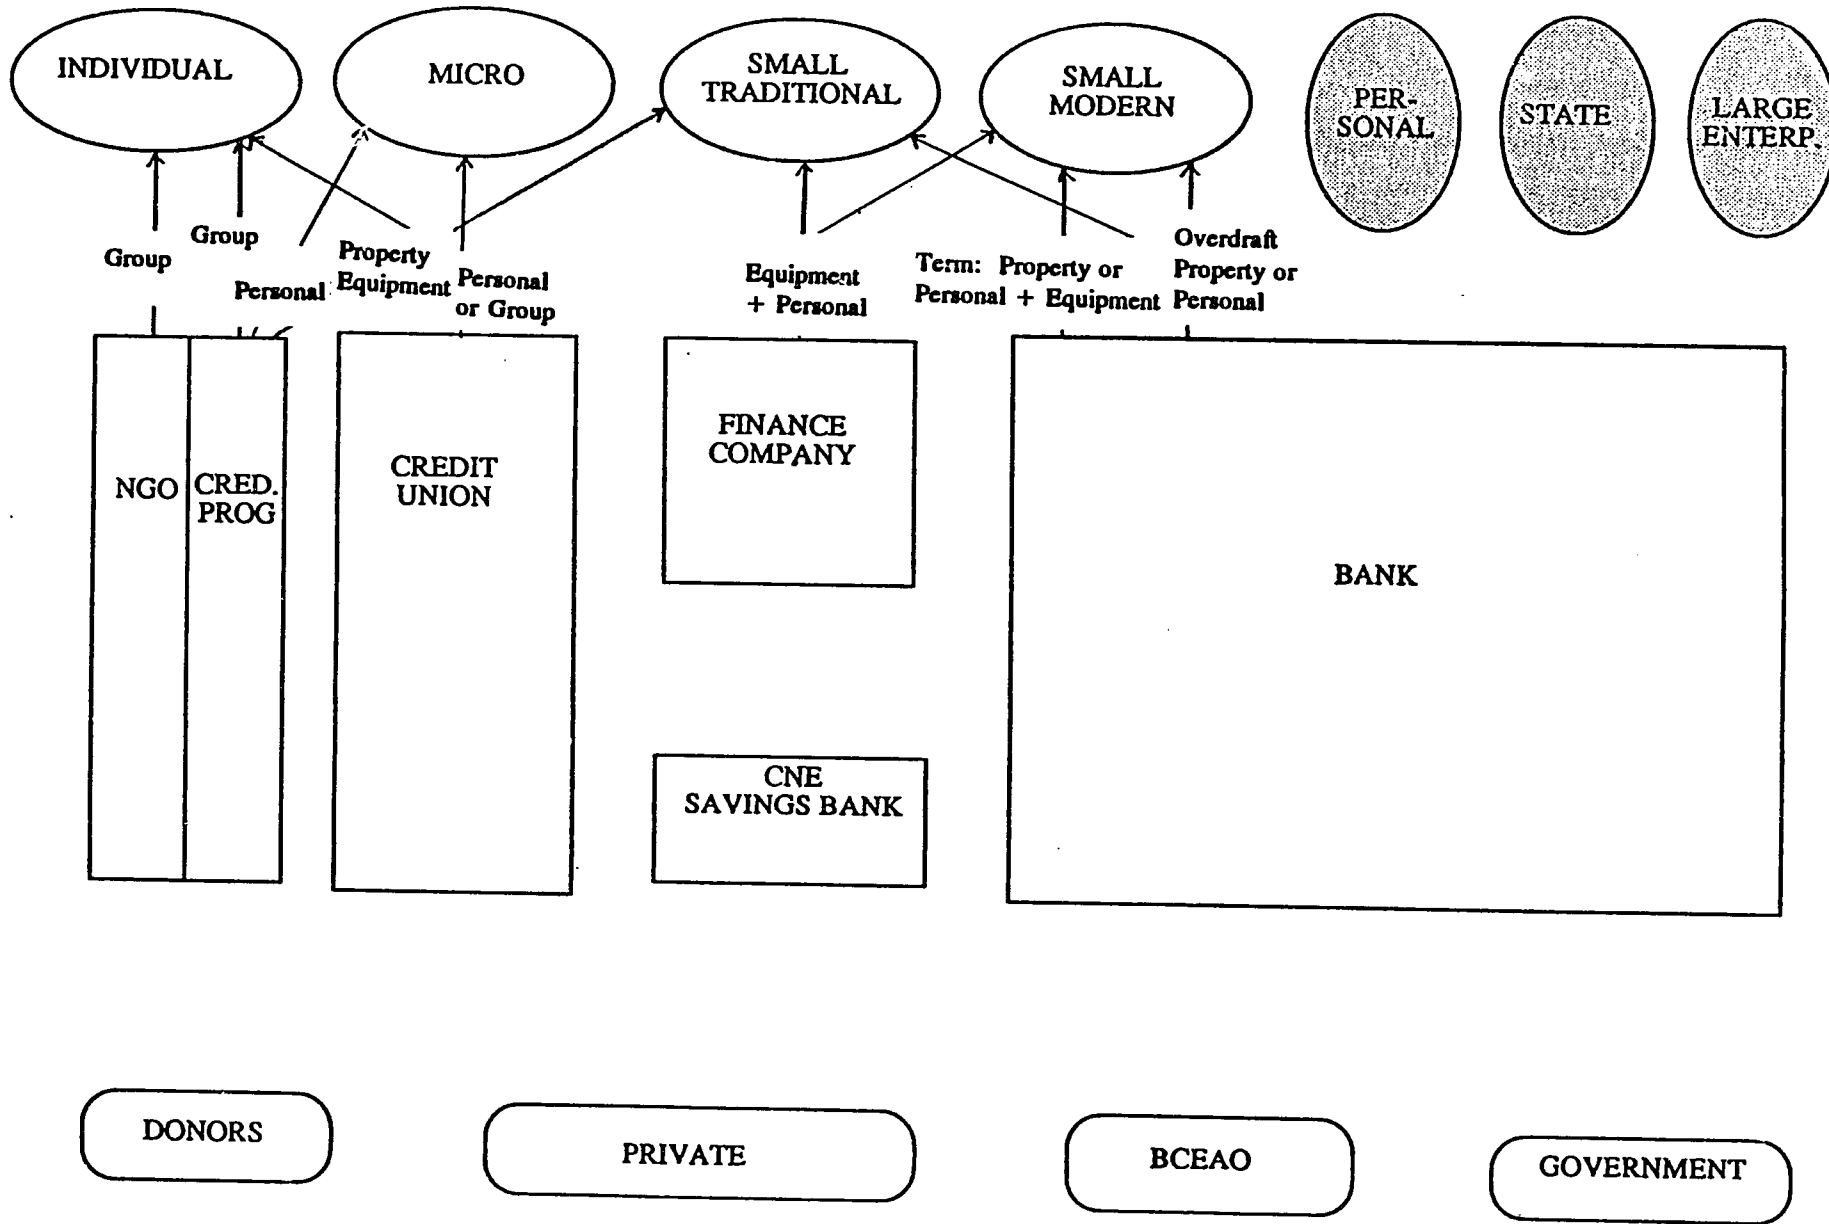 INDIVIDUAL
MICRO
SMALL
TRADITIONAL
SMALL
MODERN
PER-
SONAL
STATE
LARGE
ENTERP.
Group
Group
Personal
Property
Equipment
Personal
or Group
Equipment
+ Personal
Term: Property or
Personal + Equipment
Overdraft
Property or
Personal
NGO
CRED.
PROG
CREDIT
UNION
FINANCE
COMPANY
BANK
CNE
SAVINGS BANK
DONORS
PRIVATE
BCEAO
GOVERNMENT